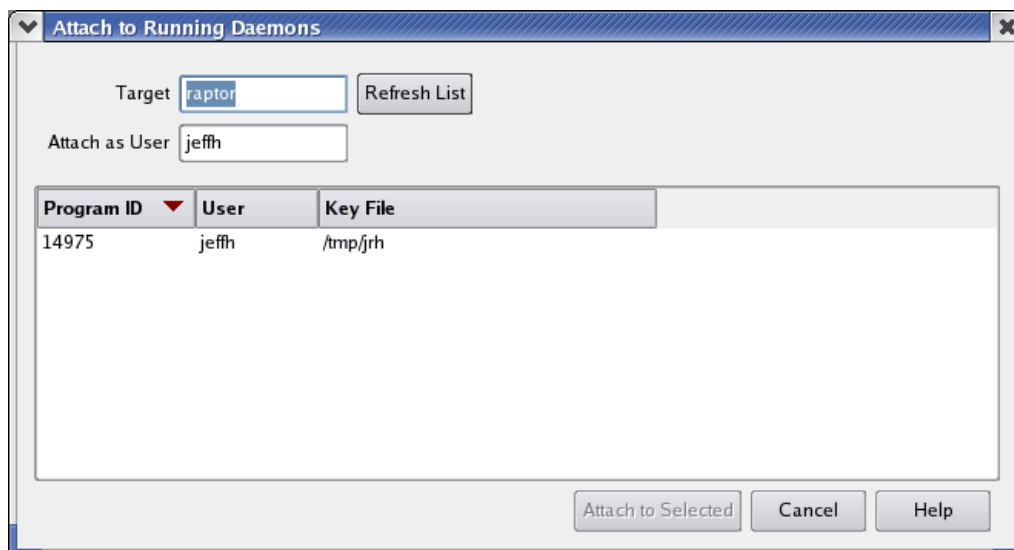 Attach to Running Daemons
Target raptor Refresh List
Attach as User jeffh
Program ID User Key File
14975 jeffh /tmp/jrh
Attach to Selected Cancel Help